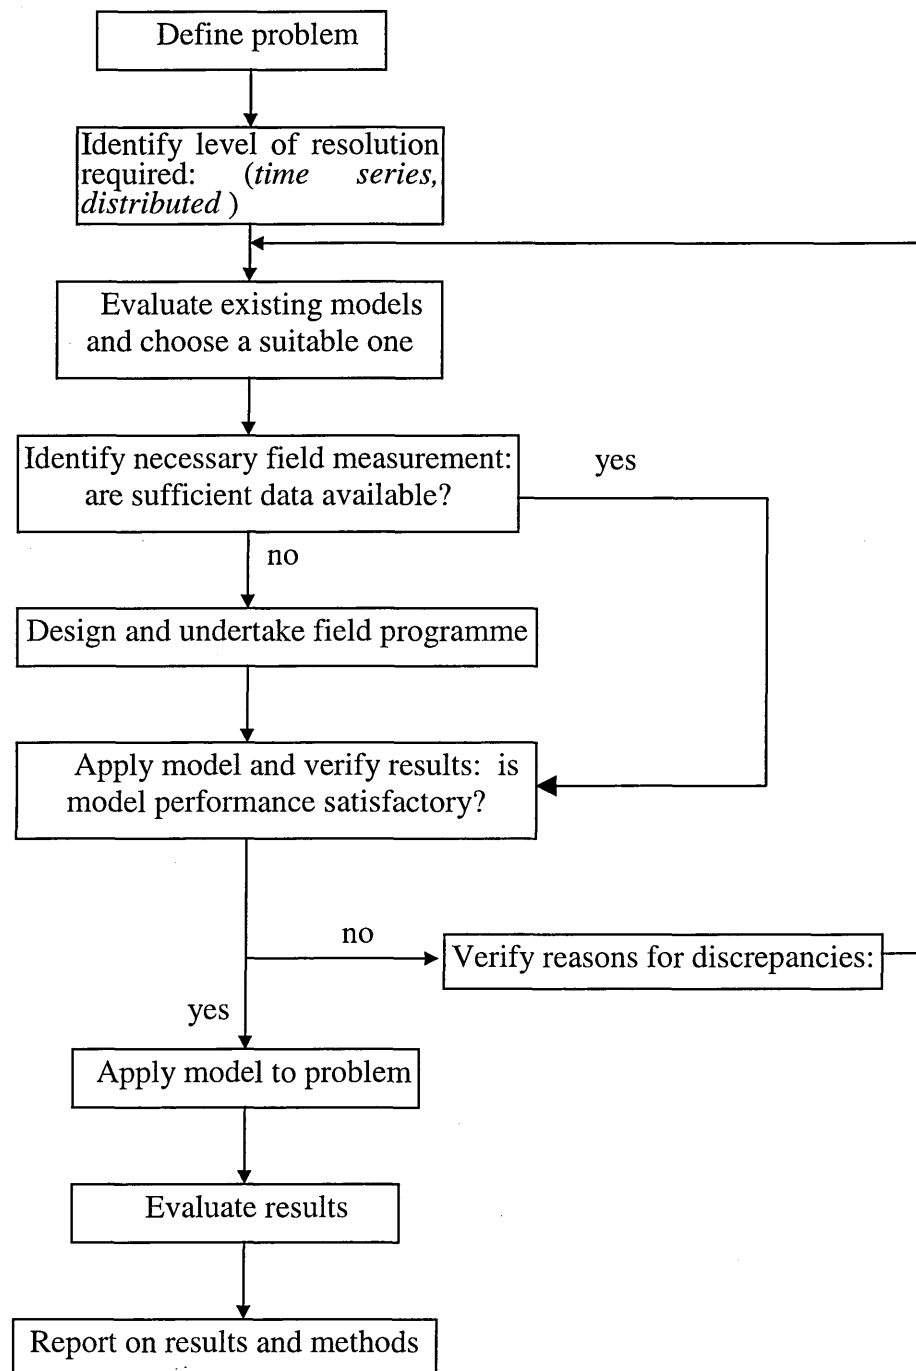 Define problem
Identify level of resolution
required: (time series,
distributed )
Evaluate existing models
and choose a suitable one
Identify necessary field measurement:
are sufficient data available?
yes
no
Design and undertake field programme
Apply model and verify results: is
model performance satisfactory?
no
Verify reasons for discrepancies:
yes
Apply model to problem
Evaluate results
Report on results and methods